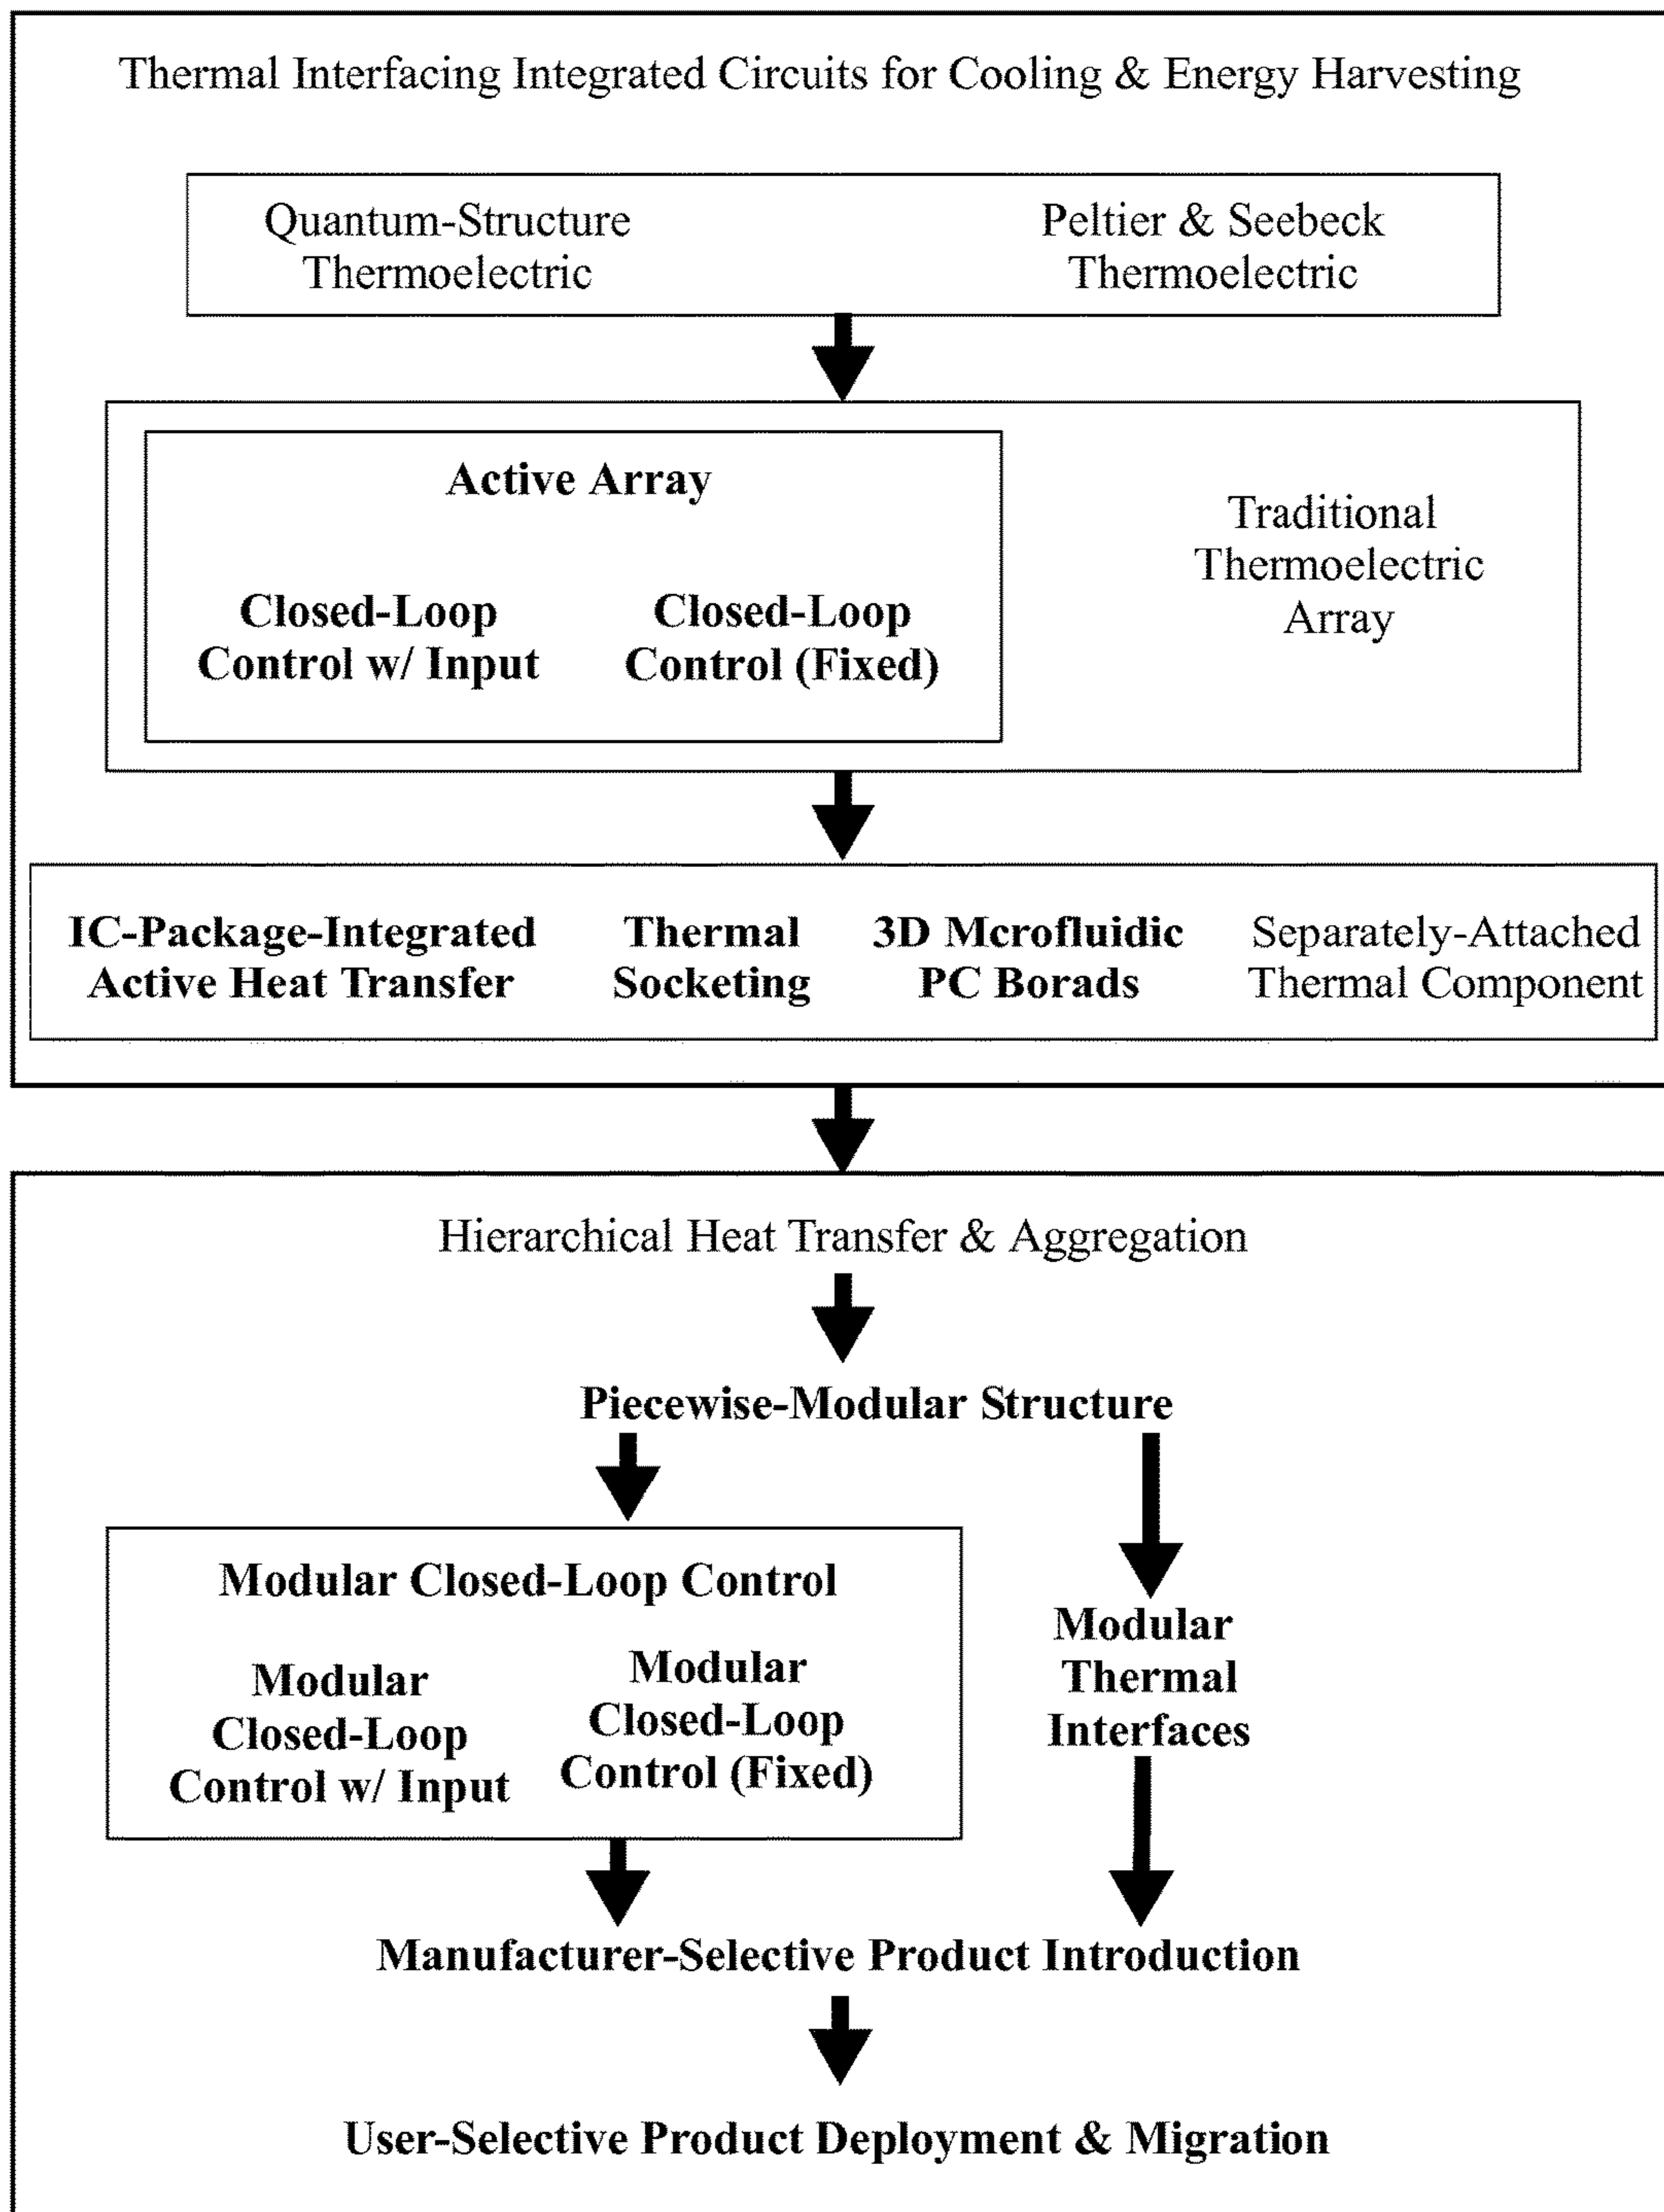 Thermal Interfacing Integrated Circuits for Cooling & Energy Harvesting
Quantum-Structure
Thermoelectric
Peltier & Seebeck
Thermoelectric
Active Array
Closed-Loop
Control w/ Input
Closed-Loop
Control (Fixed)
Traditional
Thermoelectric
Array
IC-Package-Integrated
Active Heat Transfer
Thermal
Socketing
3D Mcrofluidic
PC Borads
Separately-Attached
Thermal Component
Hierarchical Heat Transfer & Aggregation
Piecewise-Modular Structure
Modular Closed-Loop Control
Modular
Closed-Loop
Control w/ Input
Modular
Closed-Loop
Control (Fixed)
Modular
Thermal
Interfaces
Manufacturer-Selective Product Introduction
User-Selective Product Deployment & Migration